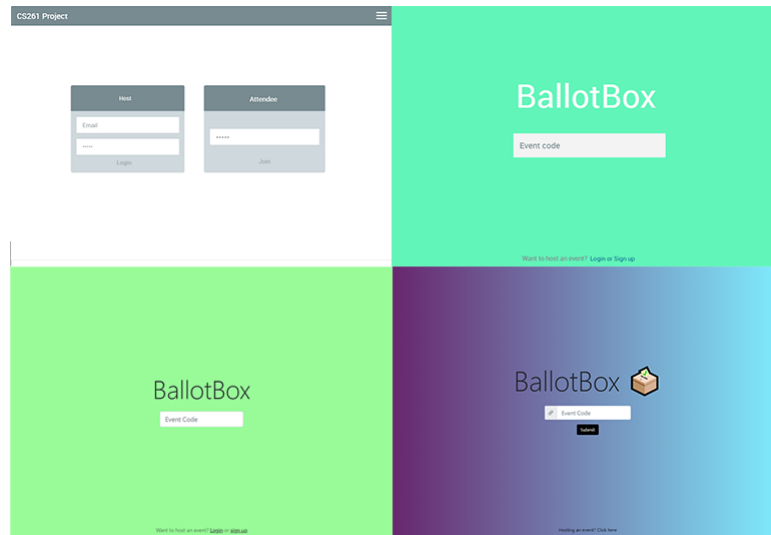 CS261 Project
Host
Attendee
Email
Login
Join
BallotBox
Event code
Want to host an event? Login or Sign up
BallotBox
Event Code
Want to host an event? Login or sign up
BallotBox
Event Code
Submit
Hosting an event? Click here